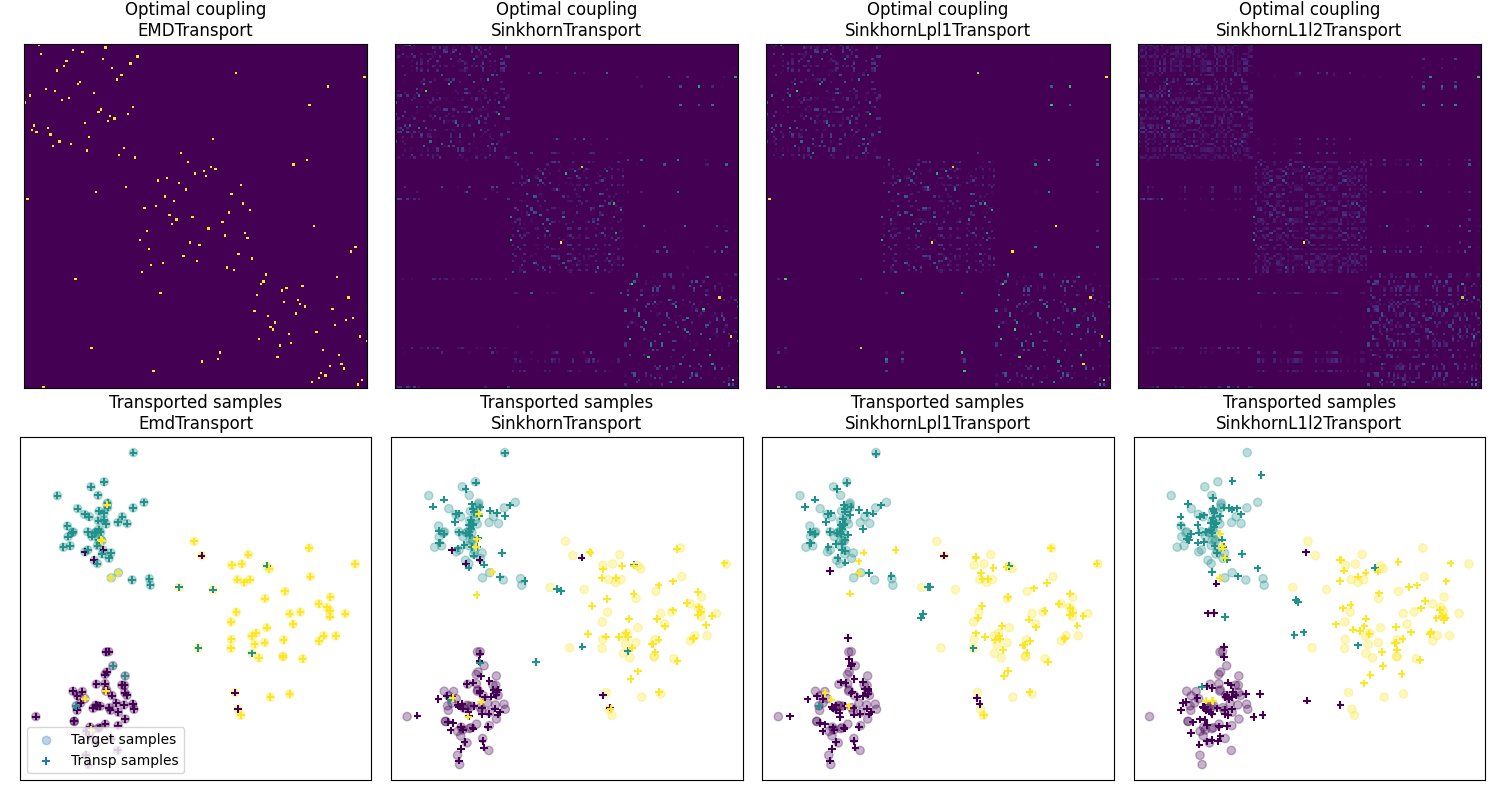 Optimal coupling
EMDTransport
Optimal coupling
SinkhornTransport
Optimal coupling
SinkhornLpl1Transport
Optimal coupling
SinkhornL1l2Transport
Transported samples
EmdTransport
Transported samples
SinkhornTransport
Transported samples
SinkhornLpl1Transport
Transported samples
SinkhornL1l2Transport
Target samples
Transp samples